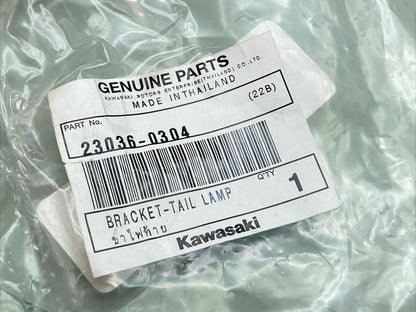 GENUINE PARTS
KAWASAKI MOTORS ENTERPRISE(THAILAND) CO.,LTD.
MADE IN THAILAND
(22B)
PART No.
23036-0304
QTY 1
BRACKET-TAIL LAMP
ขาไฟท้าย
Kawasaki